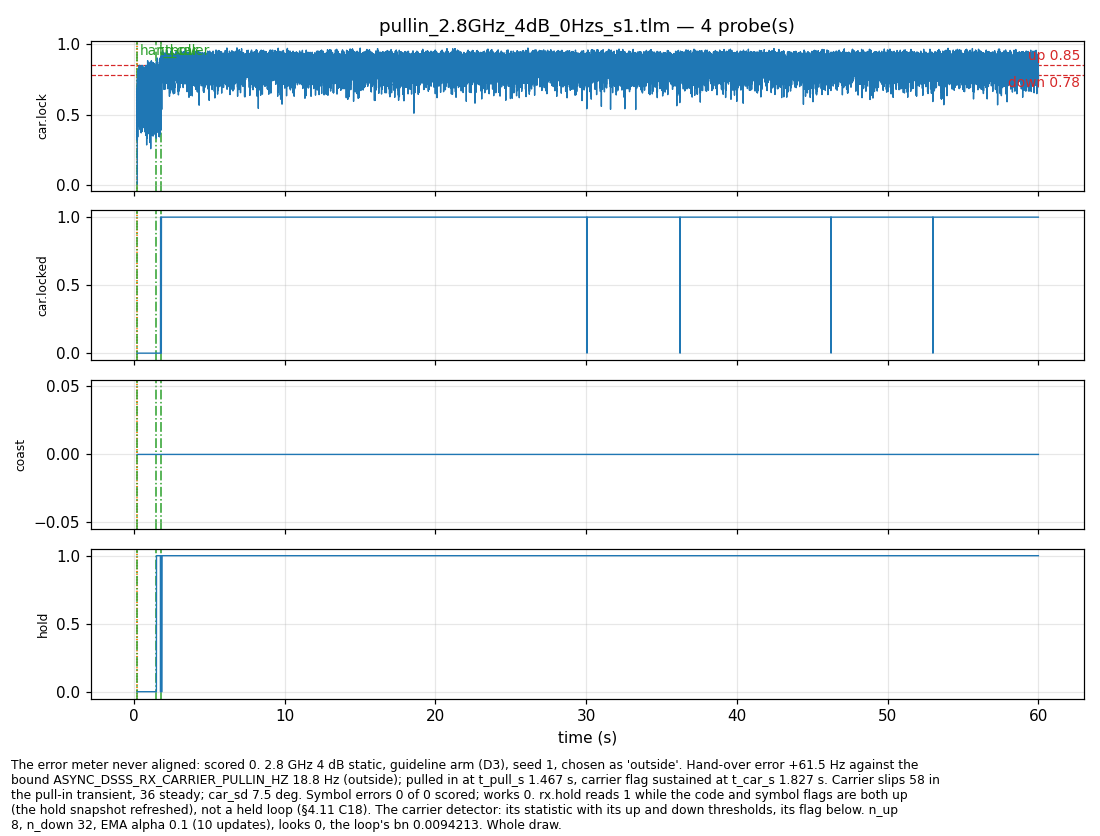 pullin_2.8GHz_4dB_0Hzs_s1.tlm — 4 probe(s)
1.0
0.5
0.0
car.lock
up 0.85
down 0.78
1.0
0.5
0.0
car.locked
0.05
0.00
−0.05
coast
1.0
0.5
0.0
hold
0 10 20 30 40 50 60
time (s)
The error meter never aligned: scored 0. 2.8 GHz 4 dB static, guideline arm (D3), seed 1, chosen as 'outside'. Hand-over error +61.5 Hz against the
bound ASYNC_DSSS_RX_CARRIER_PULLIN_HZ 18.8 Hz (outside); pulled in at t_pull_s 1.467 s, carrier flag sustained at t_car_s 1.827 s. Carrier slips 58 in
the pull-in transient, 36 steady; car_sd 7.5 deg. Symbol errors 0 of 0 scored; works 0. rx.hold reads 1 while the code and symbol flags are both up
(the hold snapshot refreshed), not a held loop (§4.11 C18). The carrier detector: its statistic with its up and down thresholds, its flag below. n_up
8, n_down 32, EMA alpha 0.1 (10 updates), looks 0, the loop's bn 0.0094213. Whole draw.